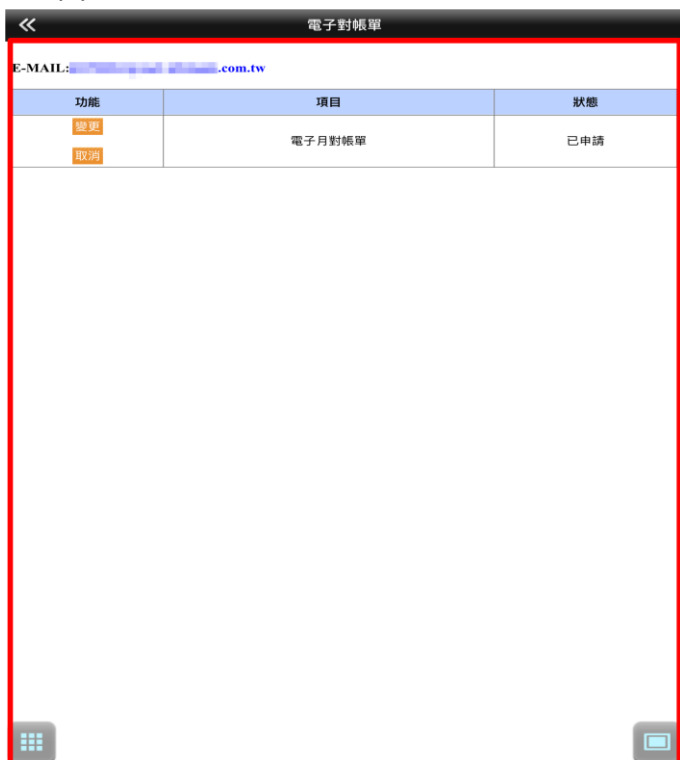 電子對帳單
E-MAIL: .com.tw
功能 項目 狀態
變更
電子月對帳單 已申請
取消